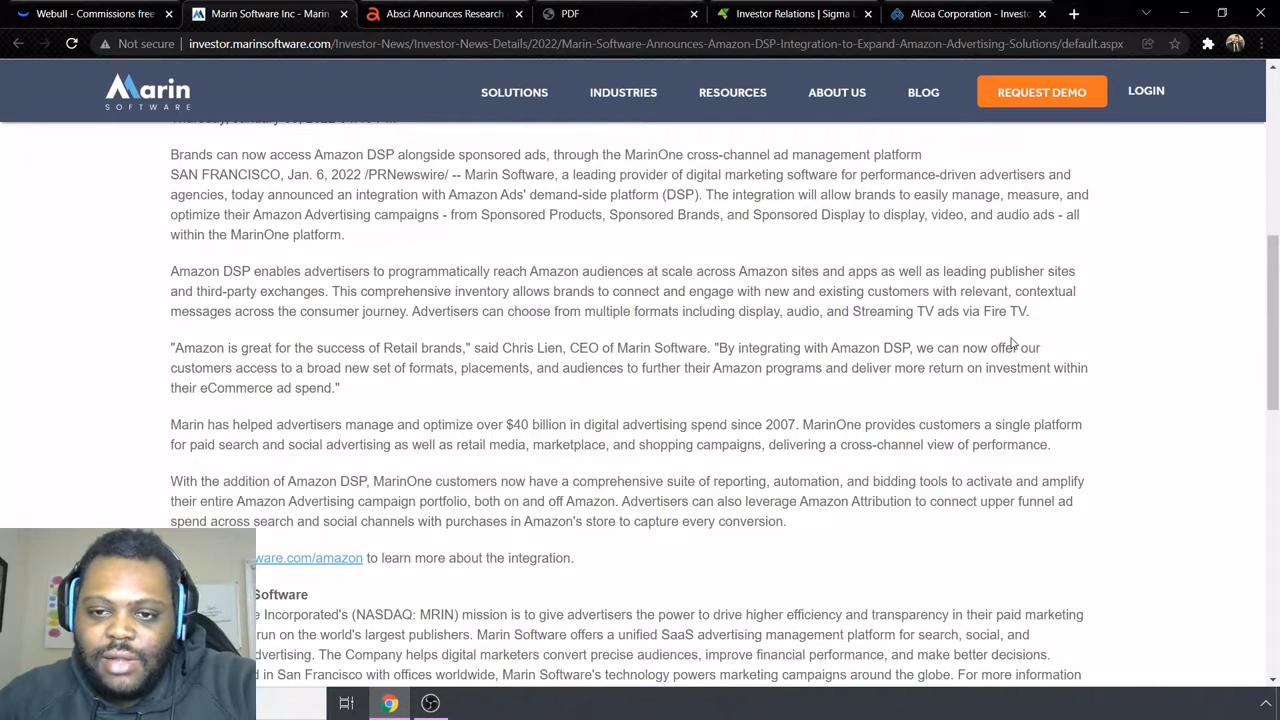 Webull - Commissions free
Marin Software Inc - Marin
Absci Announces Research
PDF
Investor Relations | Sigma L
Alcoa Corporation - Investo
Not secure
investor.marinsoftware.com/Investor-News/Investor-News-Details/2022/Marin-Software-Announces-Amazon-DSP-Integration-to-Expand-Amazon-Advertising-Solutions/default.aspx
Marin
SOFTWARE
SOLUTIONS
INDUSTRIES
RESOURCES
ABOUT US
BLOG
REQUEST DEMO
LOGIN
Brands can now access Amazon DSP alongside sponsored ads, through the MarinOne cross-channel ad management platform
SAN FRANCISCO, Jan. 6, 2022 /PRNewswire/ -- Marin Software, a leading provider of digital marketing software for performance-driven advertisers and
agencies, today announced an integration with Amazon Ads' demand-side platform (DSP). The integration will allow brands to easily manage, measure, and
optimize their Amazon Advertising campaigns - from Sponsored Products, Sponsored Brands, and Sponsored Display to display, video, and audio ads - all
within the MarinOne platform.
Amazon DSP enables advertisers to programmatically reach Amazon audiences at scale across Amazon sites and apps as well as leading publisher sites
and third-party exchanges. This comprehensive inventory allows brands to connect and engage with new and existing customers with relevant, contextual
messages across the consumer journey. Advertisers can choose from multiple formats including display, audio, and Streaming TV ads via Fire TV.
"Amazon is great for the success of Retail brands," said Chris Lien, CEO of Marin Software. "By integrating with Amazon DSP, we can now offer our
customers access to a broad new set of formats, placements, and audiences to further their Amazon programs and deliver more return on investment within
their eCommerce ad spend."
Marin has helped advertisers manage and optimize over $40 billion in digital advertising spend since 2007. MarinOne provides customers a single platform
for paid search and social advertising as well as retail media, marketplace, and shopping campaigns, delivering a cross-channel view of performance.
With the addition of Amazon DSP, MarinOne customers now have a comprehensive suite of reporting, automation, and bidding tools to activate and amplify
their entire Amazon Advertising campaign portfolio, both on and off Amazon. Advertisers can also leverage Amazon Attribution to connect upper funnel ad
spend across search and social channels with purchases in Amazon's store to capture every conversion.
ware.com/amazon to learn more about the integration.
Software
e Incorporated's (NASDAQ: MRIN) mission is to give advertisers the power to drive higher efficiency and transparency in their paid marketing
run on the world's largest publishers. Marin Software offers a unified SaaS advertising management platform for search, social, and
dvertising. The Company helps digital marketers convert precise audiences, improve financial performance, and make better decisions.
d in San Francisco with offices worldwide, Marin Software's technology powers marketing campaigns around the globe. For more information